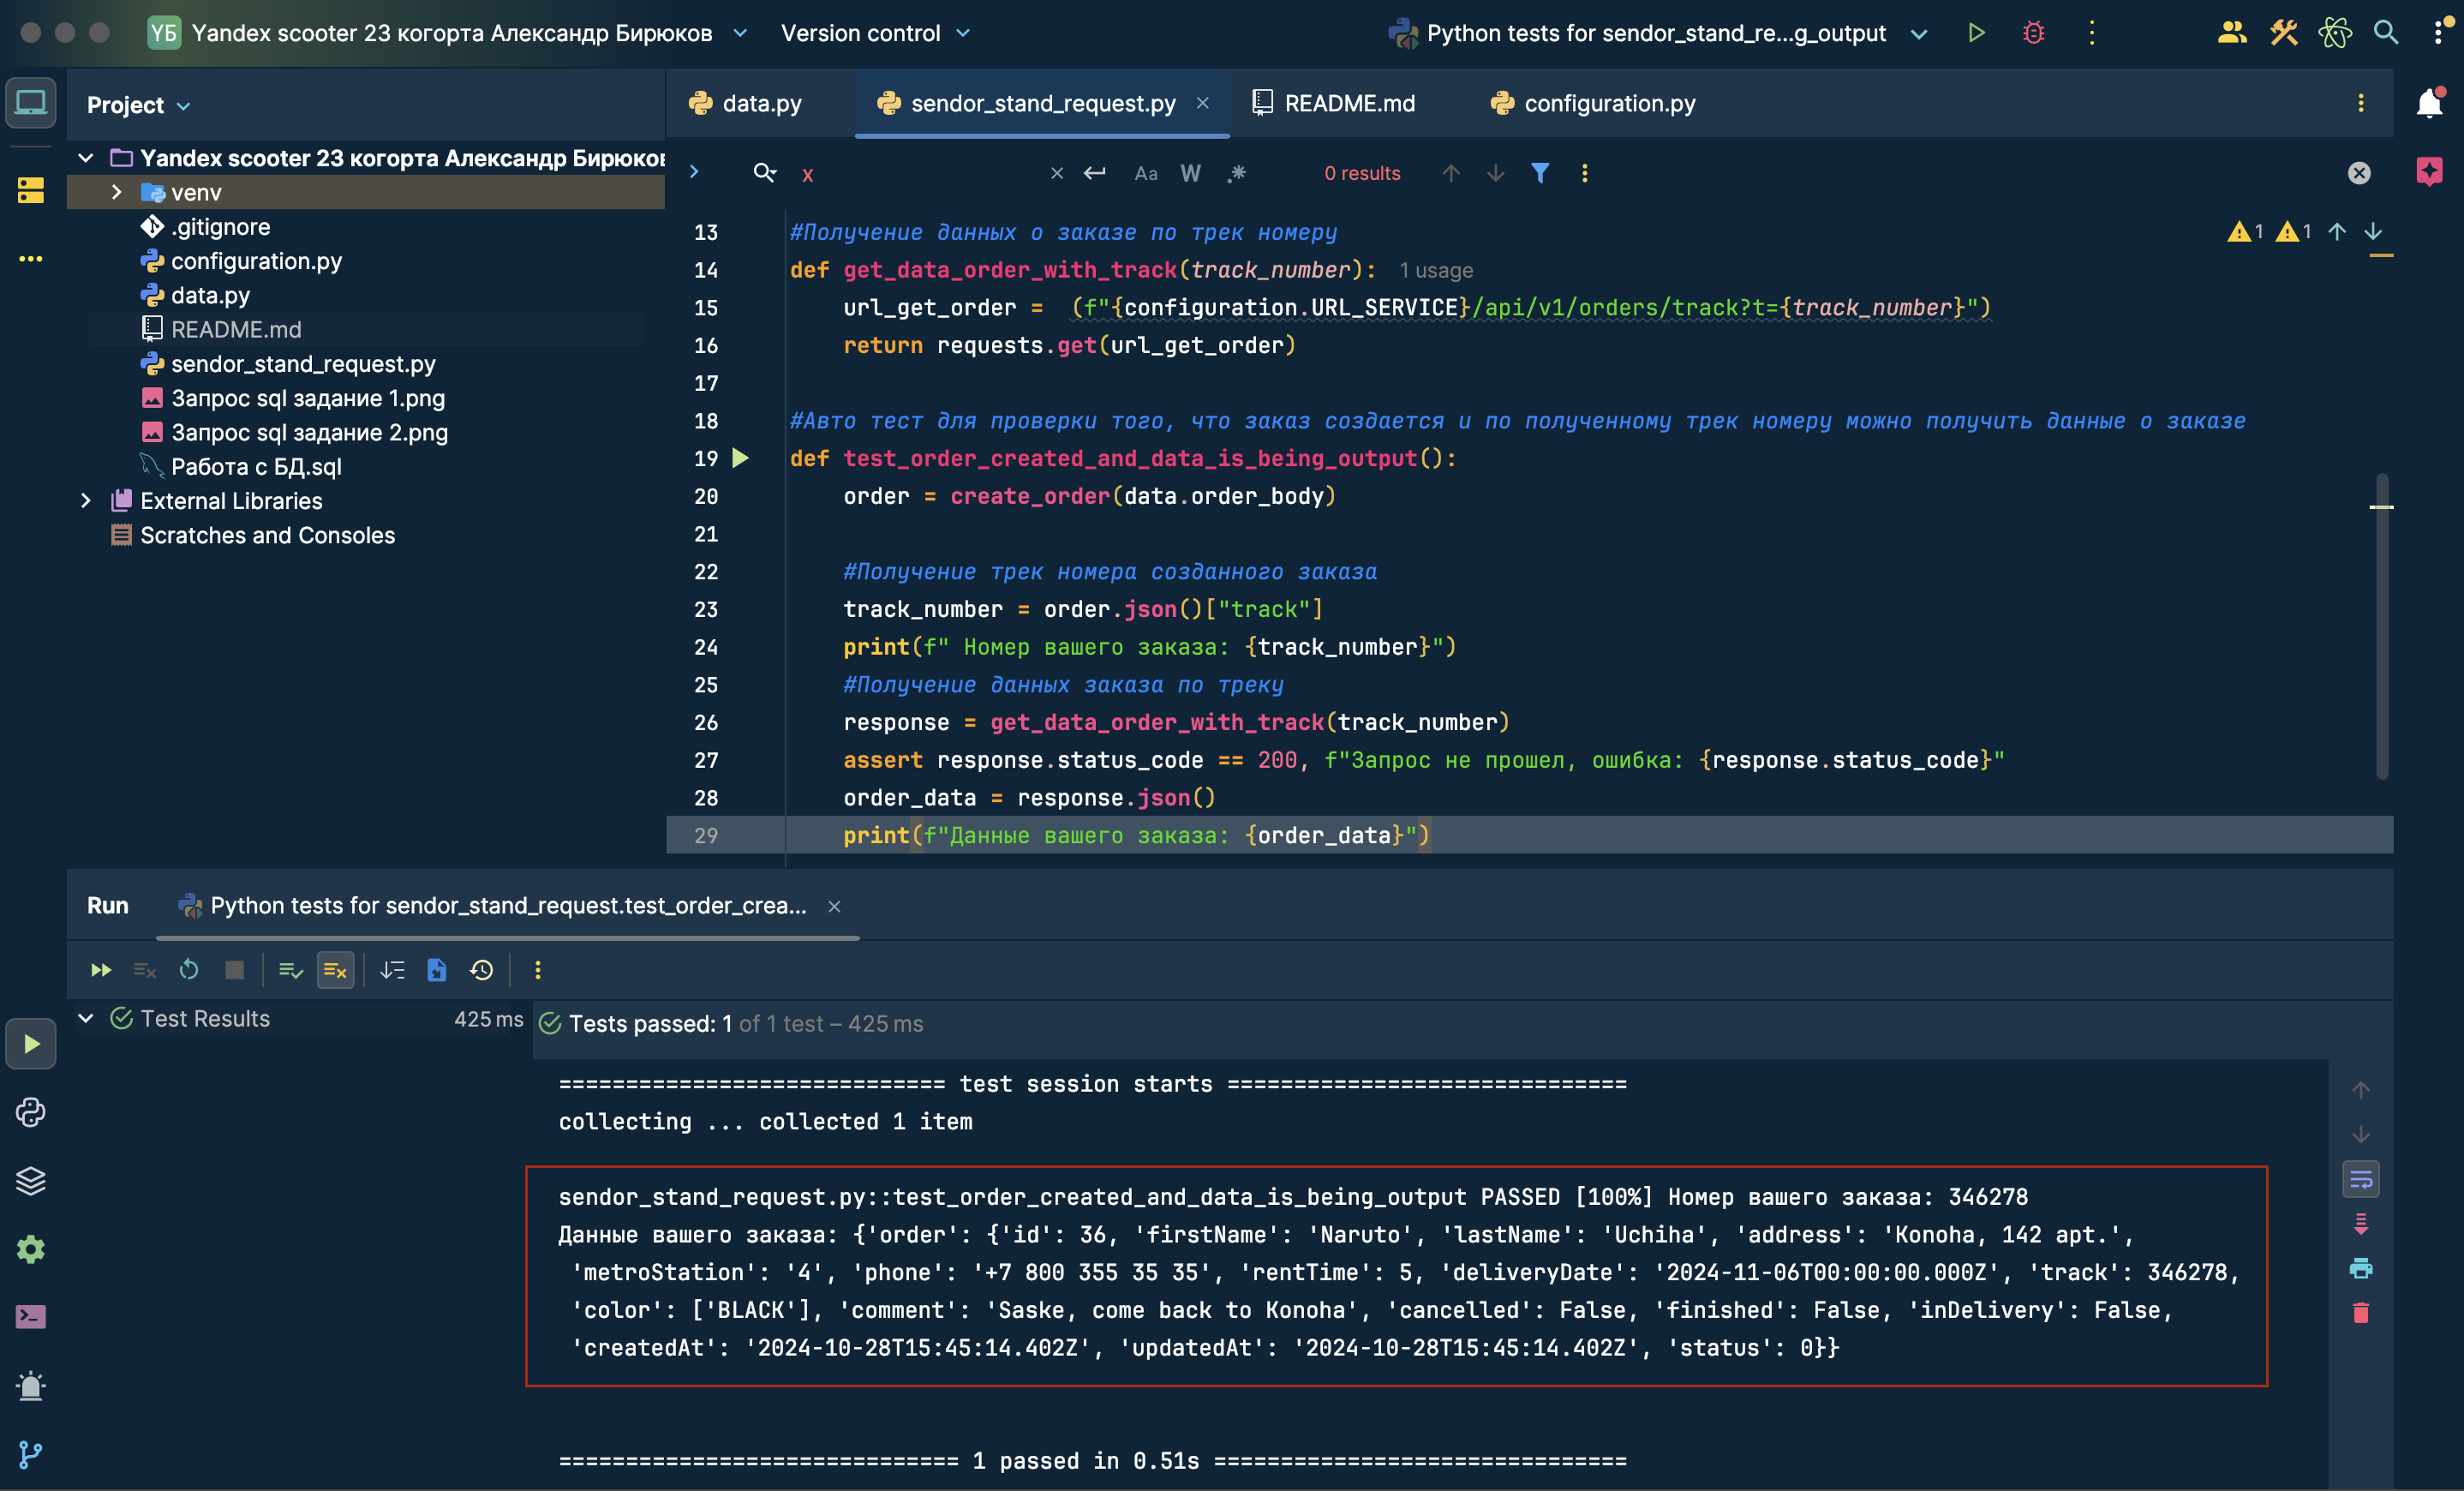 УБ Yandex scooter 23 когорта Александр Бирюков Version control Python tests for sendor_stand_re...g_output
Project
Yandex scooter 23 когорта Александр Бирюков
venv
.gitignore
configuration.py
data.py
README.md
sendor_stand_request.py
Запрос sql задание 1.png
Запрос sql задание 2.png
Работа с БД.sql
External Libraries
Scratches and Consoles
data.py sendor_stand_request.py README.md configuration.py
x Aa W .* 0 results
1 1
13 #Получение данных о заказе по трек номеру
14 def get_data_order_with_track(track_number): 1 usage
15 url_get_order =  (f"{configuration.URL_SERVICE}/api/v1/orders/track?t={track_number}")
16 return requests.get(url_get_order)
17
18 #Авто тест для проверки того, что заказ создается и по полученному трек номеру можно получить данные о заказе
19 def test_order_created_and_data_is_being_output():
20 order = create_order(data.order_body)
21
22 #Получение трек номера созданного заказа
23 track_number = order.json()["track"]
24 print(f" Номер вашего заказа: {track_number}")
25 #Получение данных заказа по треку
26 response = get_data_order_with_track(track_number)
27 assert response.status_code == 200, f"Запрос не прошел, ошибка: {response.status_code}"
28 order_data = response.json()
29 print(f"Данные вашего заказа: {order_data}")
Run Python tests for sendor_stand_request.test_order_crea...
Test Results 425 ms
Tests passed: 1 of 1 test – 425 ms
============================= test session starts ==============================
collecting ... collected 1 item
sendor_stand_request.py::test_order_created_and_data_is_being_output PASSED [100%] Номер вашего заказа: 346278
Данные вашего заказа: {'order': {'id': 36, 'firstName': 'Naruto', 'lastName': 'Uchiha', 'address': 'Konoha, 142 apt.',
'metroStation': '4', 'phone': '+7 800 355 35 35', 'rentTime': 5, 'deliveryDate': '2024-11-06T00:00:00.000Z', 'track': 346278,
'color': ['BLACK'], 'comment': 'Saske, come back to Konoha', 'cancelled': False, 'finished': False, 'inDelivery': False,
'createdAt': '2024-10-28T15:45:14.402Z', 'updatedAt': '2024-10-28T15:45:14.402Z', 'status': 0}}
============================== 1 passed in 0.51s ===============================